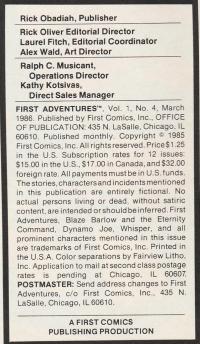 Rick Obadiah, Publisher
Rick Oliver Editorial Director
Laurel Fitch, Editorial Coordinator
Alex Wald, Art Director
Ralph C. Musicant,
Operations Director
Kathy Kotsivas,
Direct Sales Manager
FIRST ADVENTURES™, Vol. 1, No. 4, March
1986. Published by First Comics, Inc., OFFICE
OF PUBLICATION: 435 N. LaSalle, Chicago, IL
60610. Published monthly. Copyright © 1985
First Comics, Inc. All rights reserved. Price $1.25
in the U.S. Subscription rates for 12 issues:
$15.00 in the U.S., $17.00 in Canada, and $32.00
foreign rate. All payments must be in U.S. funds.
The stories, characters and incidents mentioned
in this publication are entirely fictional. No
actual persons living or dead, without satiric
content, are intended or should be inferred. First
Adventures, Blaze Barlow and the Eternity
Command, Dynamo Joe, Whisper, and all
prominent characters mentioned in this issue
are trademarks of First Comics, Inc. Printed in
the U.S.A. Color separations by Fairview Litho,
Inc. Application to mail at second class postage
rates is pending at Chicago, IL 60607.
POSTMASTER: Send address changes to First
Adventures, c/o First Comics, Inc., 435 N.
LaSalle, Chicago, IL 60610.
A FIRST COMICS
PUBLISHING PRODUCTION